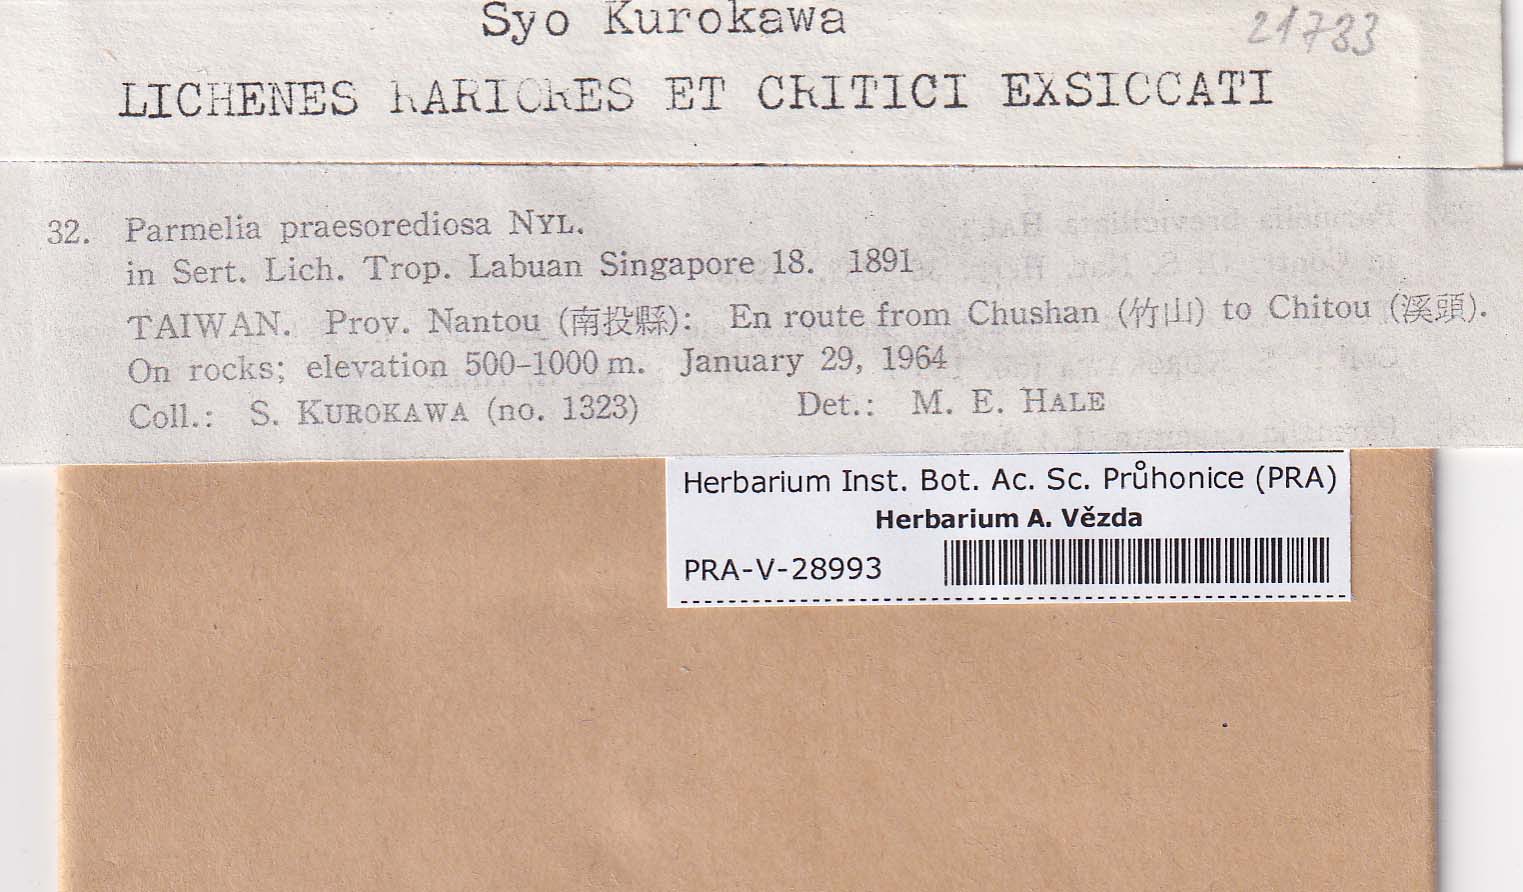 Syo Kurokawa 21733
LICHENES RARIORES ET CRITICI EXSICCATI
32. Parmelia praesorediosa NYL.
in Sert. Lich. Trop. Labuan Singapore 18. 1891
TAIWAN. Prov. Nantou (南投縣): En route from Chushan (竹山) to Chitou (溪頭).
On rocks; elevation 500-1000 m. January 29, 1964
Coll.: S. KUROKAWA (no. 1323) Det.: M. E. HALE
Herbarium Inst. Bot. Ac. Sc. Průhonice (PRA)
Herbarium A. Vězda
PRA-V-28993